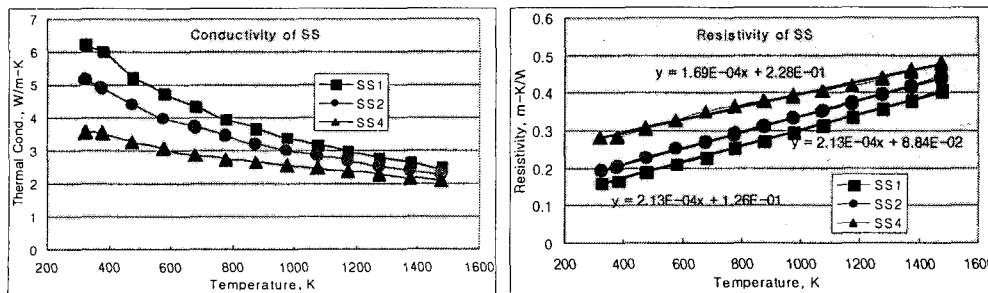 Conductivity of SS
Thermal Cond., W/m-K
7
6
5
4
3
2
1
0
SS1
SS2
SS4
200 400 600 800 1000 1200 1400 1600
Temperature, K
Resistivity of SS
Resistivity, m-K/W
0.6
0.5
0.4
0.3
0.2
0.1
0
y = 1.69E-04x + 2.28E-01
y = 2.13E-04x + 8.84E-02
y = 2.13E-04x + 1.26E-01
SS1
SS2
SS4
200 400 600 800 1000 1200 1400 1600
Temperature, K